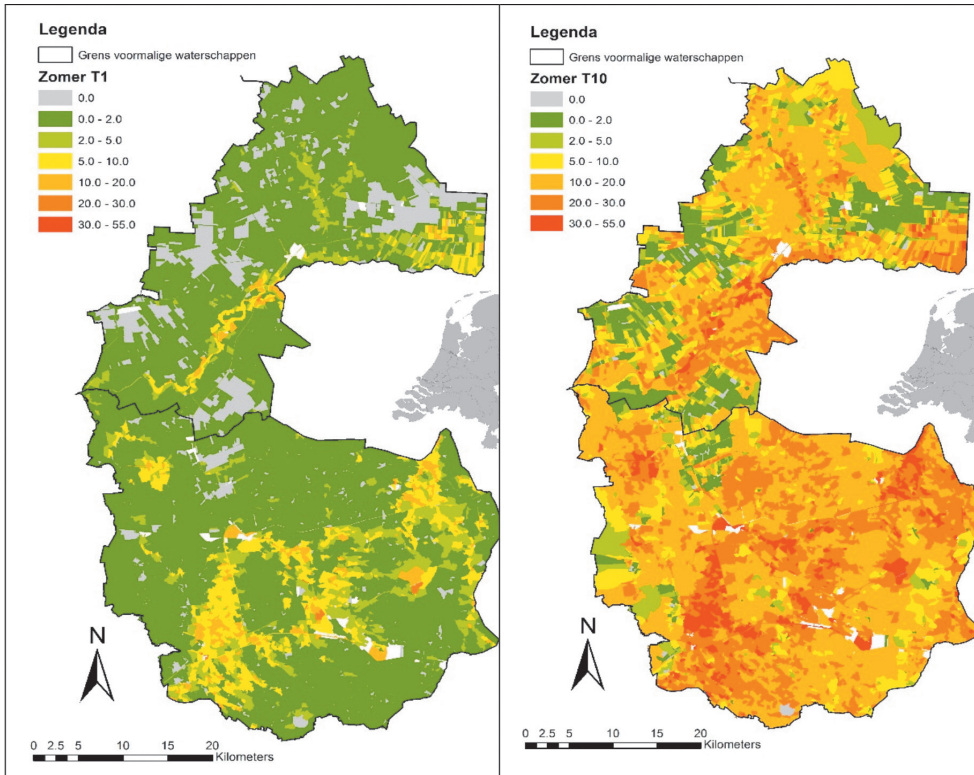 Legenda
Grens voormalige waterschappen
Zomer T1
0.0
0.0 - 2.0
2.0 - 5.0
5.0 - 10.0
10.0 - 20.0
20.0 - 30.0
30.0 - 55.0
N
0 2.5 5 10 15 20
Kilometers
Legenda
Grens voormalige waterschappen
Zomer T10
0.0
0.0 - 2.0
2.0 - 5.0
5.0 - 10.0
10.0 - 20.0
20.0 - 30.0
30.0 - 55.0
N
0 2.5 5 10 15 20
Kilometers